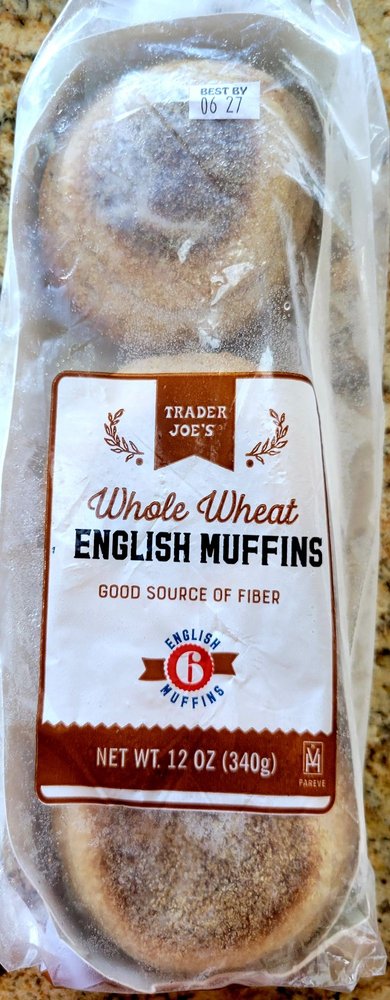 BEST BY
06 27
TRADER
JOE'S
Whole Wheat
ENGLISH MUFFINS
GOOD SOURCE OF FIBER
ENGLISH
6
MUFFINS
NET WT. 12 OZ (340g)
PAREVE